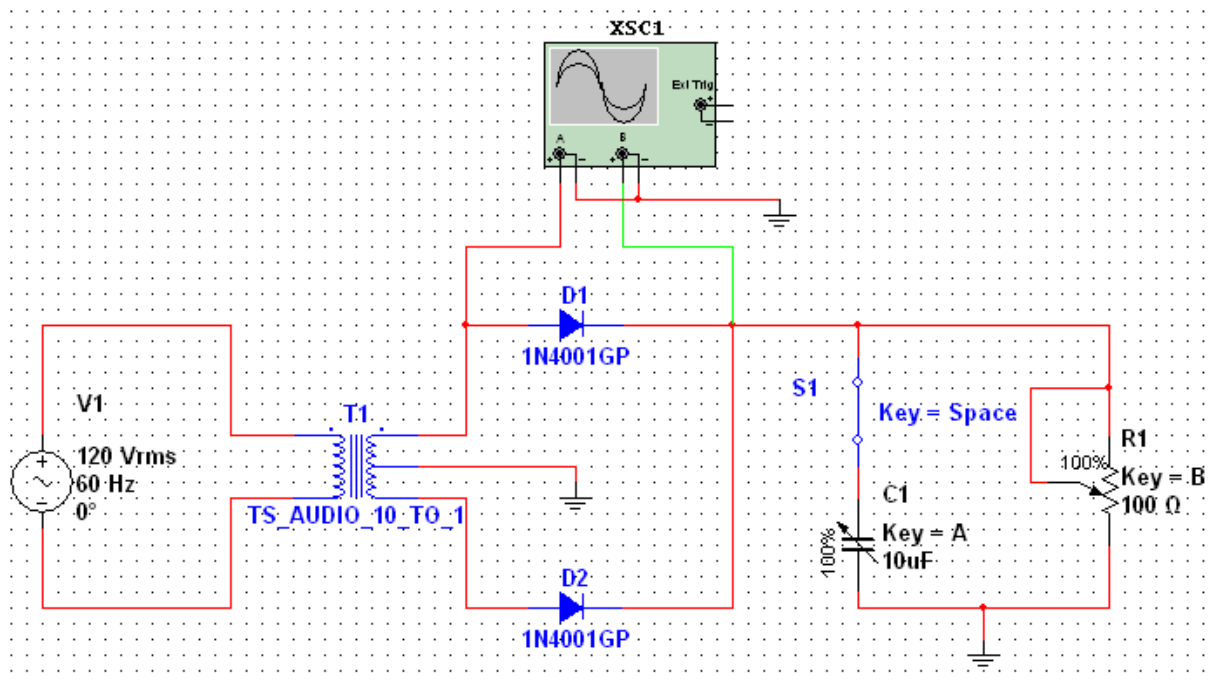 XSC1
Ext Trig
+
A
B
+
−
+
−
D1
1N4001GP
V1
T1
S1
Key = Space
R1
100%
Key = B
100 Ω
+
120 Vrms
60 Hz
0°
TS_AUDIO_10_TO_1
C1
100%
Key = A
10uF
D2
1N4001GP